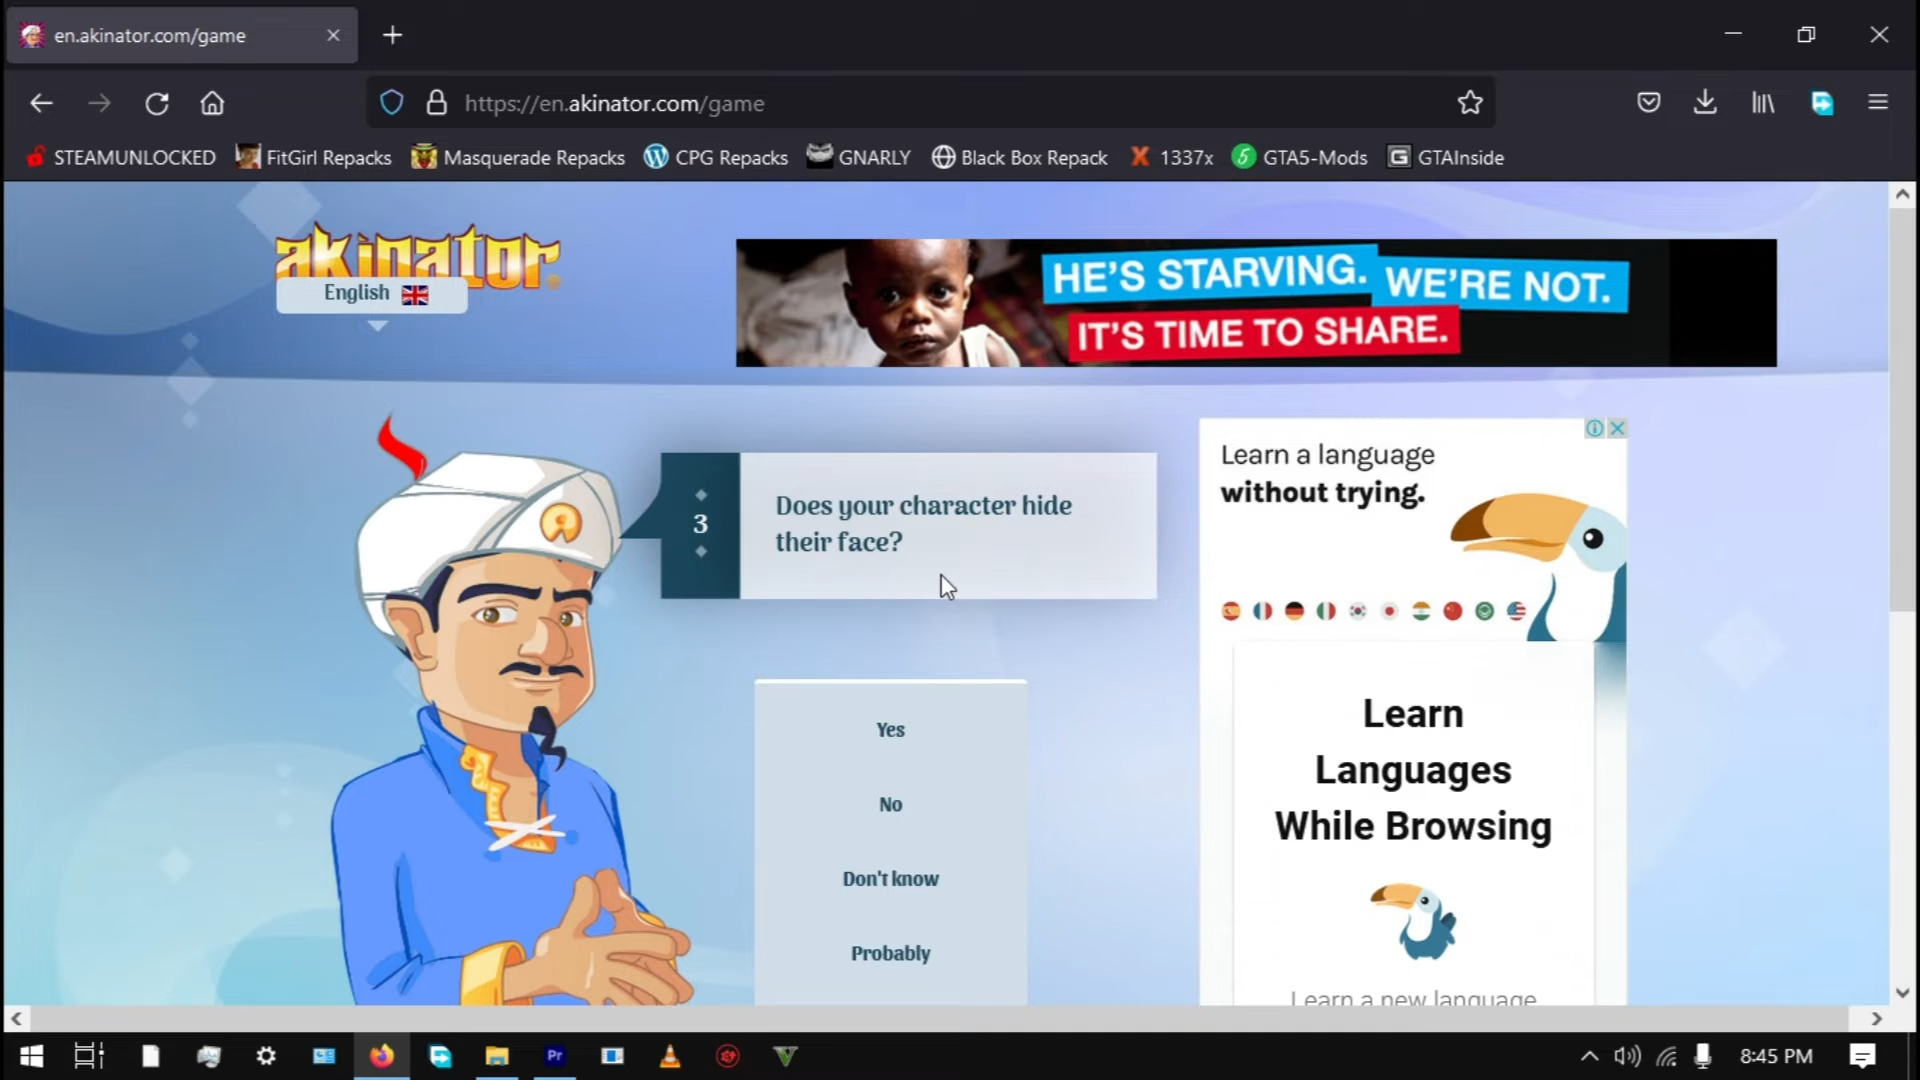 en.akinator.com/game
https://en.akinator.com/game
STEAMUNLOCKED FitGirl Repacks Masquerade Repacks CPG Repacks GNARLY Black Box Repack 1337x GTA5-Mods GTAInside
akinator
English
HE'S STARVING. WE'RE NOT.
IT'S TIME TO SHARE.
3
Does your character hide
their face?
Yes
No
Don't know
Probably
Learn a language
without trying.
Learn
Languages
While Browsing
Learn a new language
Pr
8:45 PM